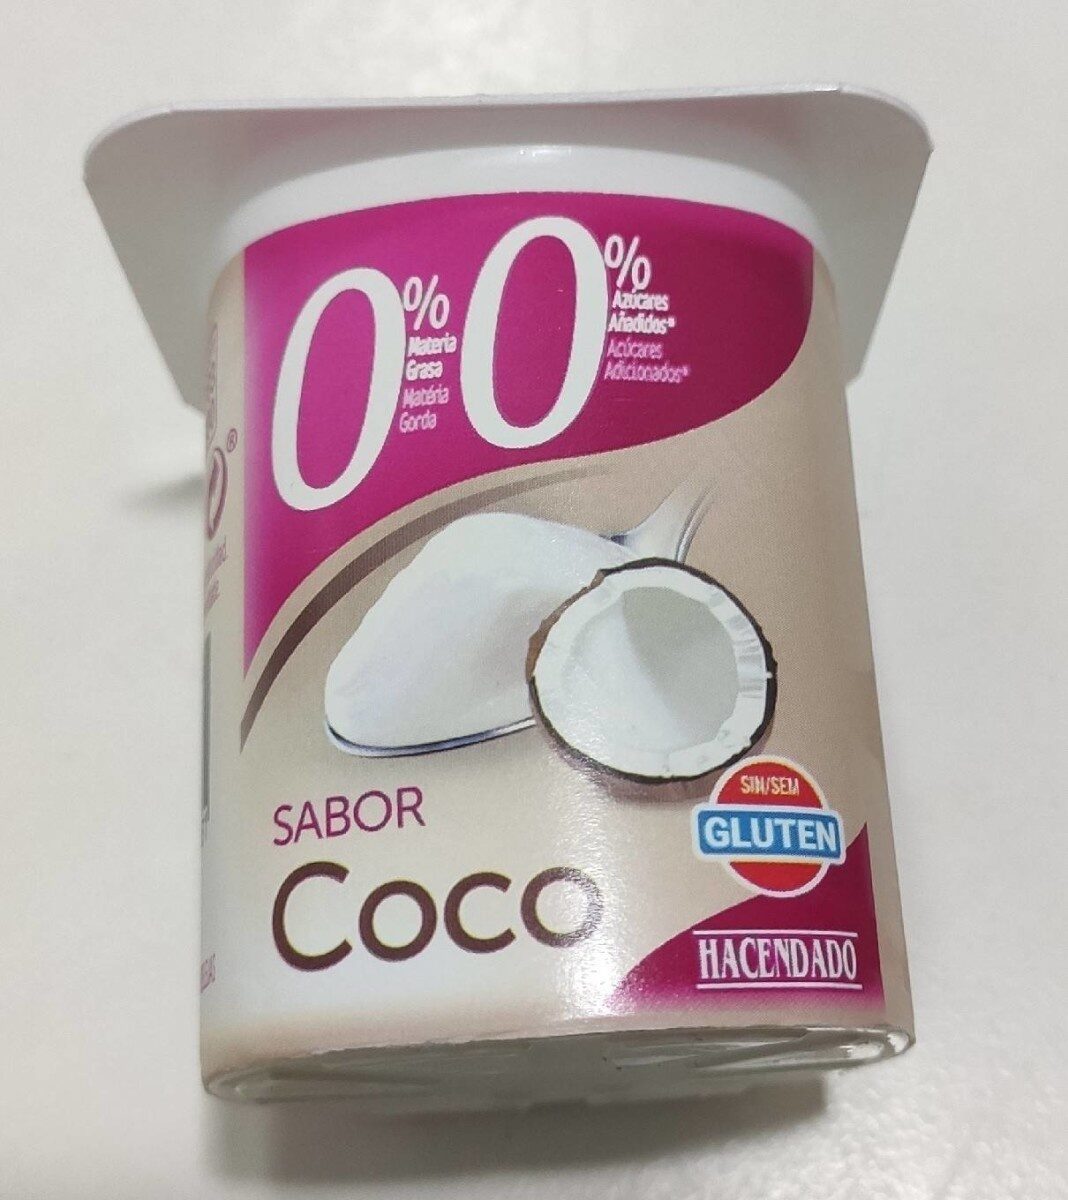 0%
Materia
Grasa
Matéria
Gorda
0%
Azúcares
Añadidos*
Açúcares
Adicionados*
®
SABOR
Coco
SIN/SEM
GLUTEN
HACENDADO